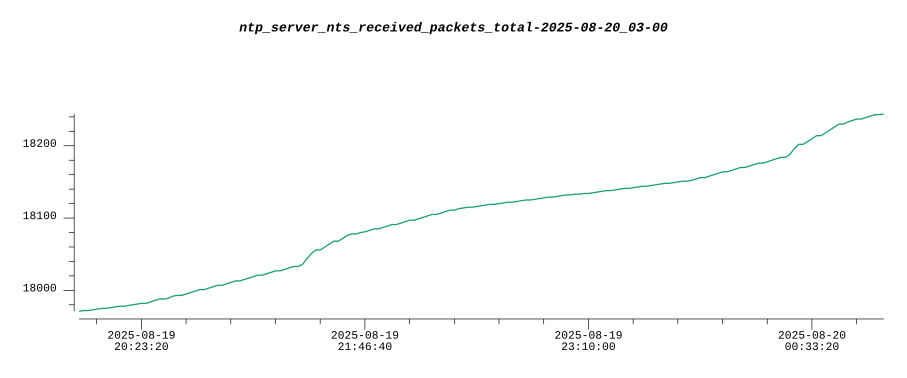 ntp_server_nts_received_packets_total-2025-08-20_03-00
18200
18100
18000
2025-08-19 2025-08-19 2025-08-19 2025-08-20
20:23:20 21:46:40 23:10:00 00:33:20